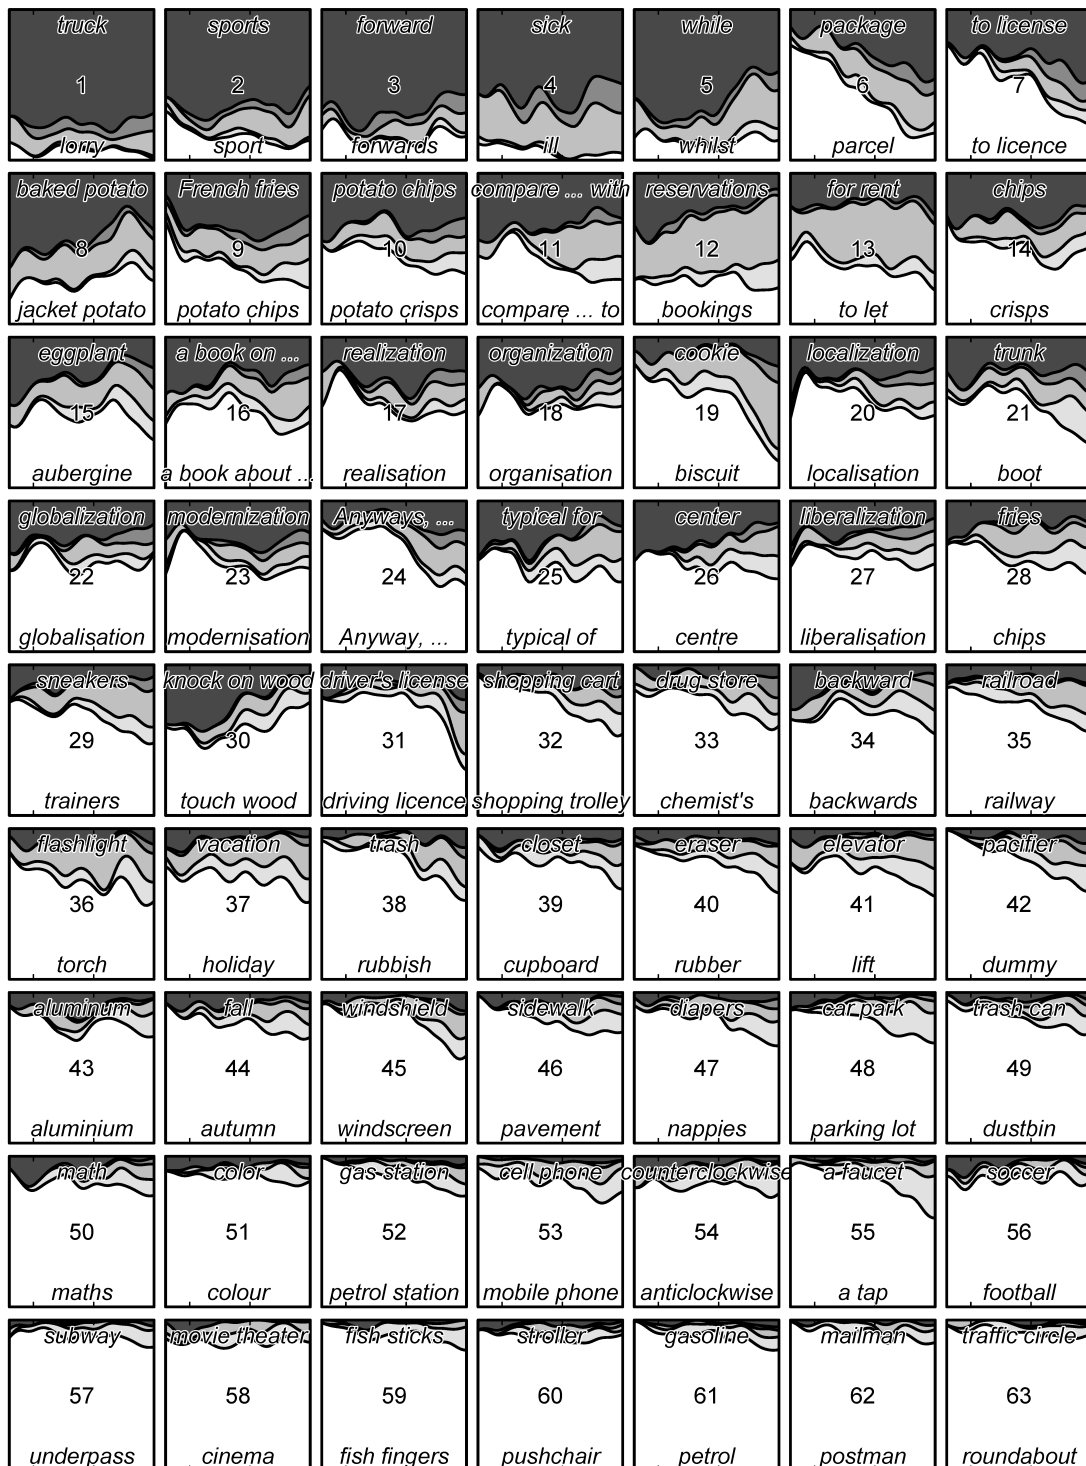 truck sports forward sick while package to license
1 2 3 4 5 6 7
lorry sport forwards ill whilst parcel to licence
baked potato French fries potato chips compare ... with reservations for rent chips
8 9 10 11 12 13 14
jacket potato potato chips potato crisps compare ... to bookings to let crisps
eggplant a book on ... realization organization cookie localization trunk
15 16 17 18 19 20 21
aubergine a book about ... realisation organisation biscuit localisation boot
globalization modernization Anyways, ... typical for center liberalization fries
22 23 24 25 26 27 28
globalisation modernisation Anyway, ... typical of centre liberalisation chips
sneakers knock on wood driver's license shopping cart drug store backward railroad
29 30 31 32 33 34 35
trainers touch wood driving licence shopping trolley chemist's backwards railway
flashlight vacation trash closet eraser elevator pacifier
36 37 38 39 40 41 42
torch holiday rubbish cupboard rubber lift dummy
aluminum fall windshield sidewalk diapers car park trash can
43 44 45 46 47 48 49
aluminium autumn windscreen pavement nappies parking lot dustbin
math color gas station cell phone counterclockwise a faucet soccer
50 51 52 53 54 55 56
maths colour petrol station mobile phone anticlockwise a tap football
subway movie theater fish sticks stroller gasoline mailman traffic circle
57 58 59 60 61 62 63
underpass cinema fish fingers pushchair petrol postman roundabout